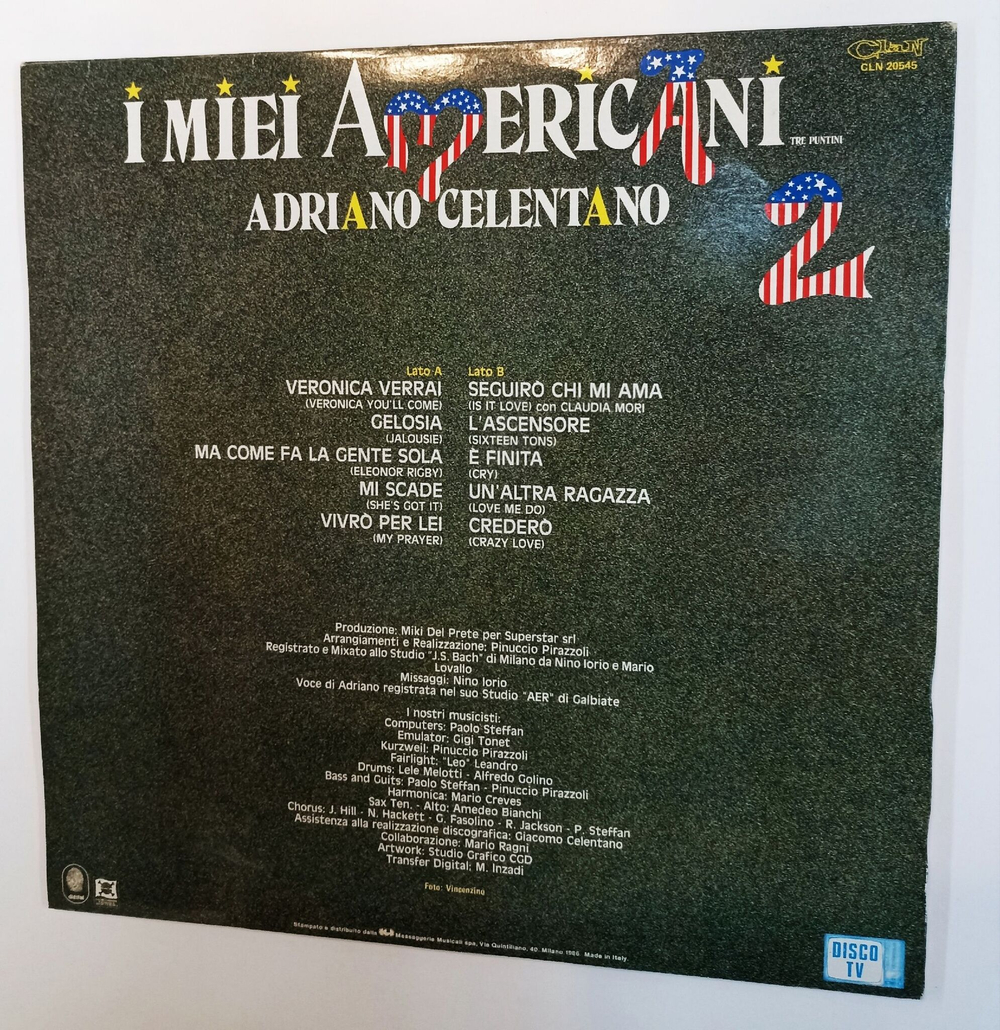 Clan
CLN 20545
I MIEI AMERICANI
TRE PUNTINI
ADRIANO CELENTANO
2
Lato A
VERONICA VERRAI
(VERONICA YOU'LL COME)
GELOSIA
(JALOUSIE)
MA COME FA LA GENTE SOLA
(ELEONOR RIGBY)
MI SCADE
(SHE'S GOT IT)
VIVRÒ PER LEI
(MY PRAYER)
Lato B
SEGUIRÒ CHI MI AMA
(IS IT LOVE) con CLAUDIA MORI
L'ASCENSORE
(SIXTEEN TONS)
È FINITA
(CRY)
UN'ALTRA RAGAZZA
(LOVE ME DO)
CREDERÒ
(CRAZY LOVE)
Produzione: Miki Del Prete per Superstar srl
Arrangiamenti e Realizzazione: Pinuccio Pirazzoli
Registrato e Mixato allo Studio "J.S. Bach" di Milano da Nino Iorio e Mario
Lovallo
Missaggi: Nino Iorio
Voce di Adriano registrata nel suo Studio "AER" di Galbiate
I nostri musicisti:
Computers: Paolo Steffan
Emulator: Gigi Tonet
Kurzweil: Pinuccio Pirazzoli
Fairlight: "Leo" Leandro
Drums: Lele Melotti - Alfredo Golino
Bass and Guits: Paolo Steffan - Pinuccio Pirazzoli
Harmonica: Mario Creves
Sax Ten. - Alto: Amedeo Bianchi
Chorus: J. Hill - N. Hackett - G. Fasolino - R. Jackson - P. Steffan
Assistenza alla realizzazione discografica: Giacomo Celentano
Collaborazione: Mario Ragni
Artwork: Studio Grafico CGD
Transfer Digital: M. Inzadi
Foto: Vincenzino
Stampato e distribuito dalla CGD Messaggerie Musicali spa, Via Quintiliano, 40. Milano 1986. Made in Italy.
DISCO
TV